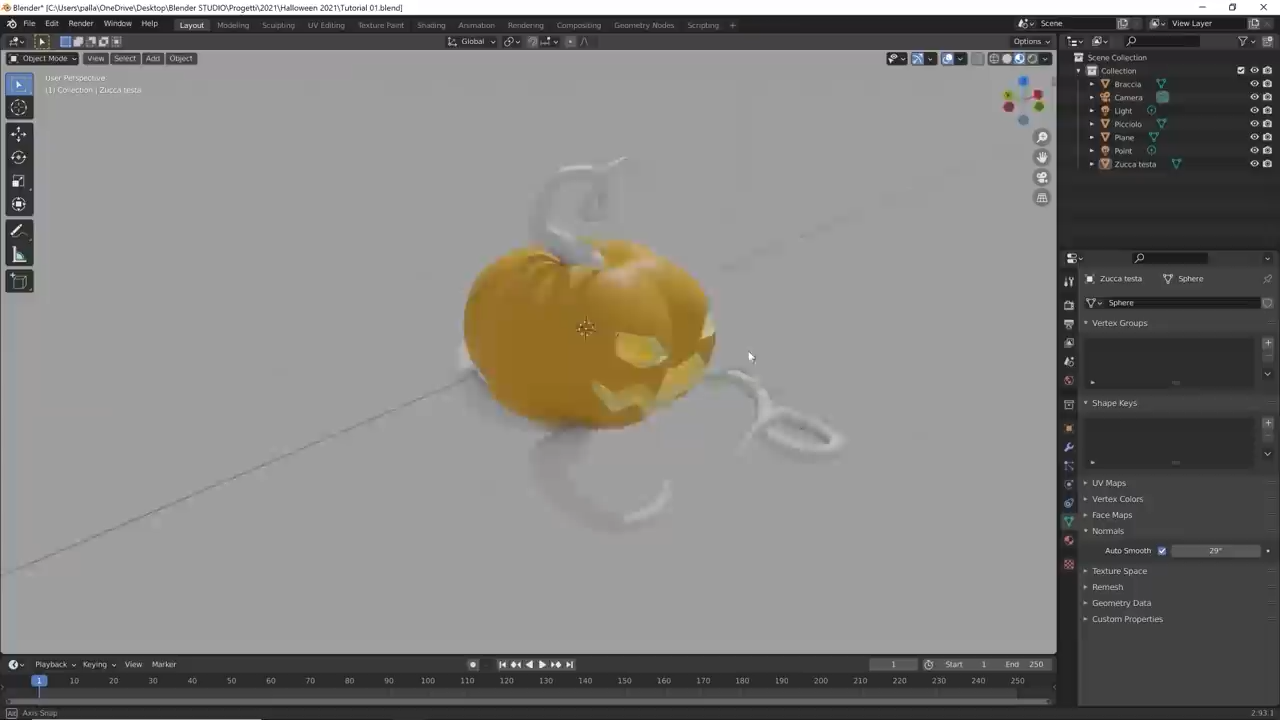 Blender* [C:\Users\palla\OneDrive\Desktop\Blender STUDIO\Progetti\2021\Halloween 2021\Tutorial 01.blend]
File Edit Render Window Help Layout Modeling Sculpting UV Editing Texture Paint Shading Animation Rendering Compositing Geometry Nodes Scripting + Scene View Layer
Global Options
Object Mode View Select Add Object
User Perspective
(1) Collection | Zucca testa
Scene Collection
Collection
Braccia
Camera
Light
Picciolo
Plane
Point
Zucca testa
Zucca testa Sphere
Sphere
Vertex Groups
Shape Keys
UV Maps
Vertex Colors
Face Maps
Normals
Auto Smooth 29°
Texture Space
Remesh
Geometry Data
Custom Properties
Playback Keying View Marker 1 Start 1 End 250
1 10 20 30 40 50 60 70 80 90 100 110 120 130 140 150 160 170 180 190 200 210 220 230 240 250
Axis Snap 2.93.1